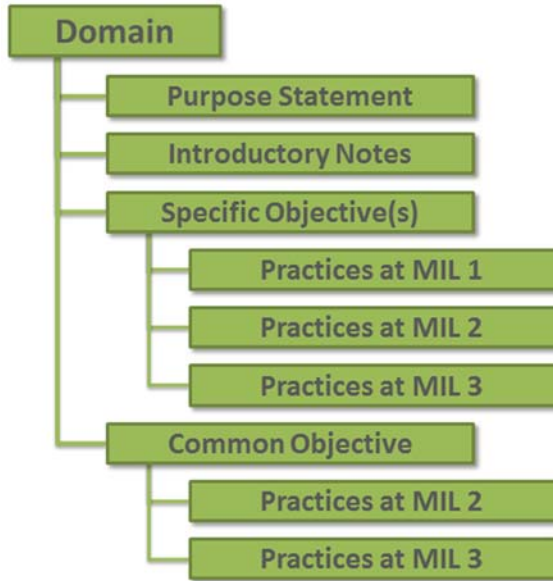 Domain
Purpose Statement
Introductory Notes
Specific Objective(s)
Practices at MIL 1
Practices at MIL 2
Practices at MIL 3
Common Objective
Practices at MIL 2
Practices at MIL 3